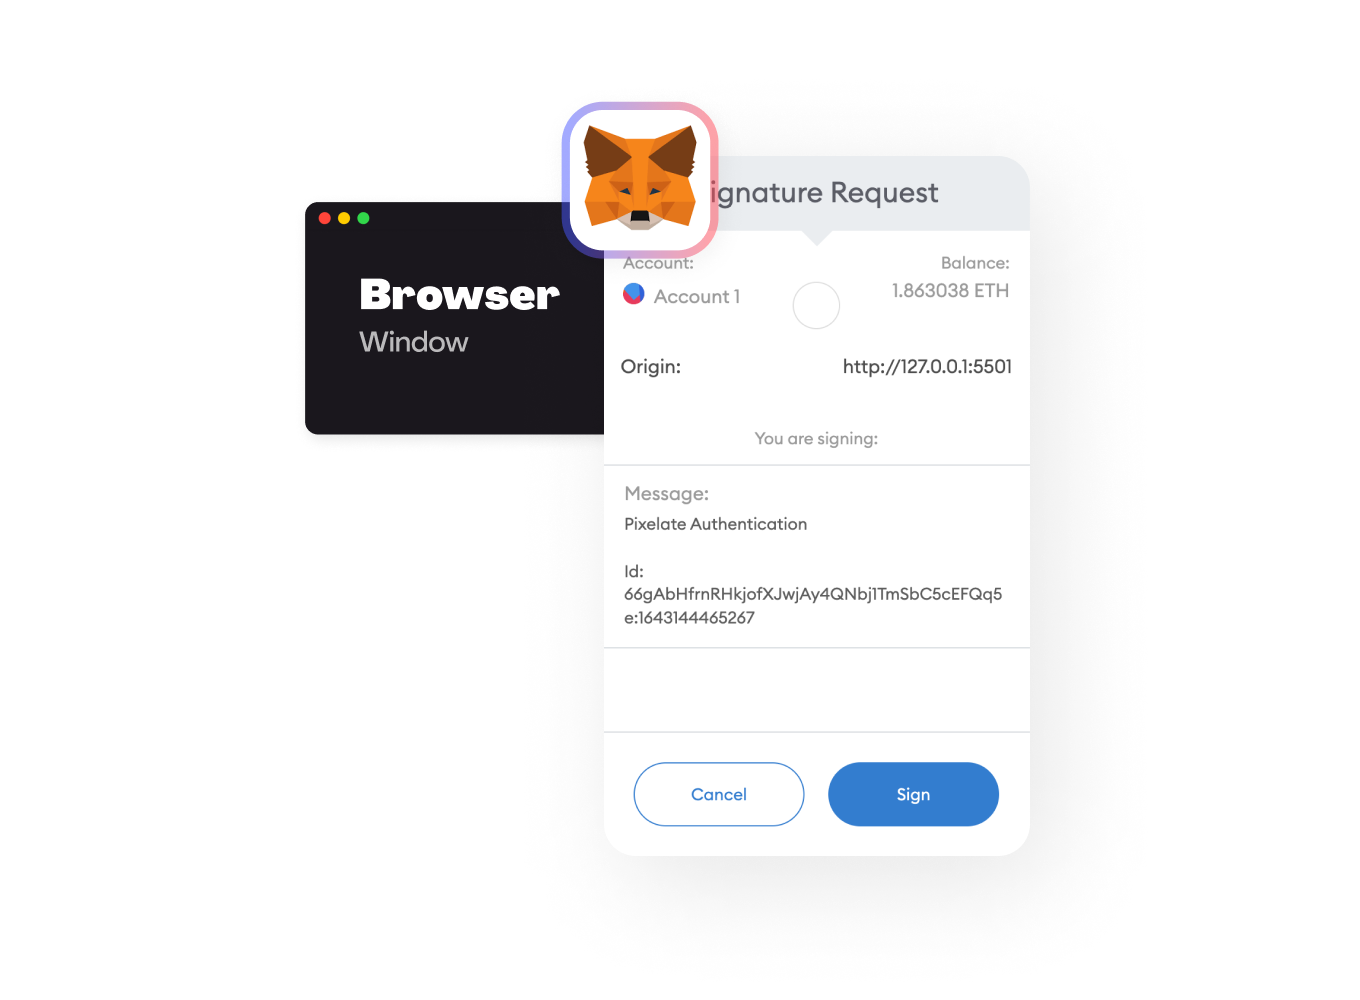 ignature Request
Browser
Window
Account:
Balance:
Account 1
1.863038 ETH
Origin:
http://127.0.0.1:5501
You are signing:
Message:
Pixelate Authentication
Id:
66gAbHfrnRHkjofXJwjAy4QNbj1TmSbC5cEFQq5
e:1643144465267
Cancel
Sign